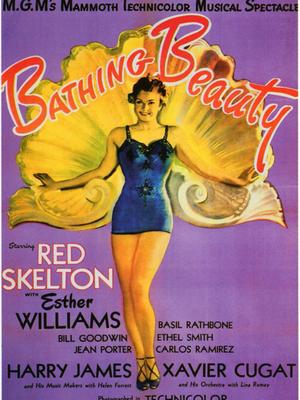 M.G.M's Mammoth Technicolor Musical Spectacle
Bathing Beauty
Starring
RED
SKELTON
WITH Esther
WILLIAMS
BASIL RATHBONE
BILL GOODWIN ETHEL SMITH
JEAN PORTER CARLOS RAMIREZ
HARRY JAMES XAVIER CUGAT
and His Music Makers with Helen Forrest and His Orchestra with Lina Romay
Photographed in TECHNICOLOR